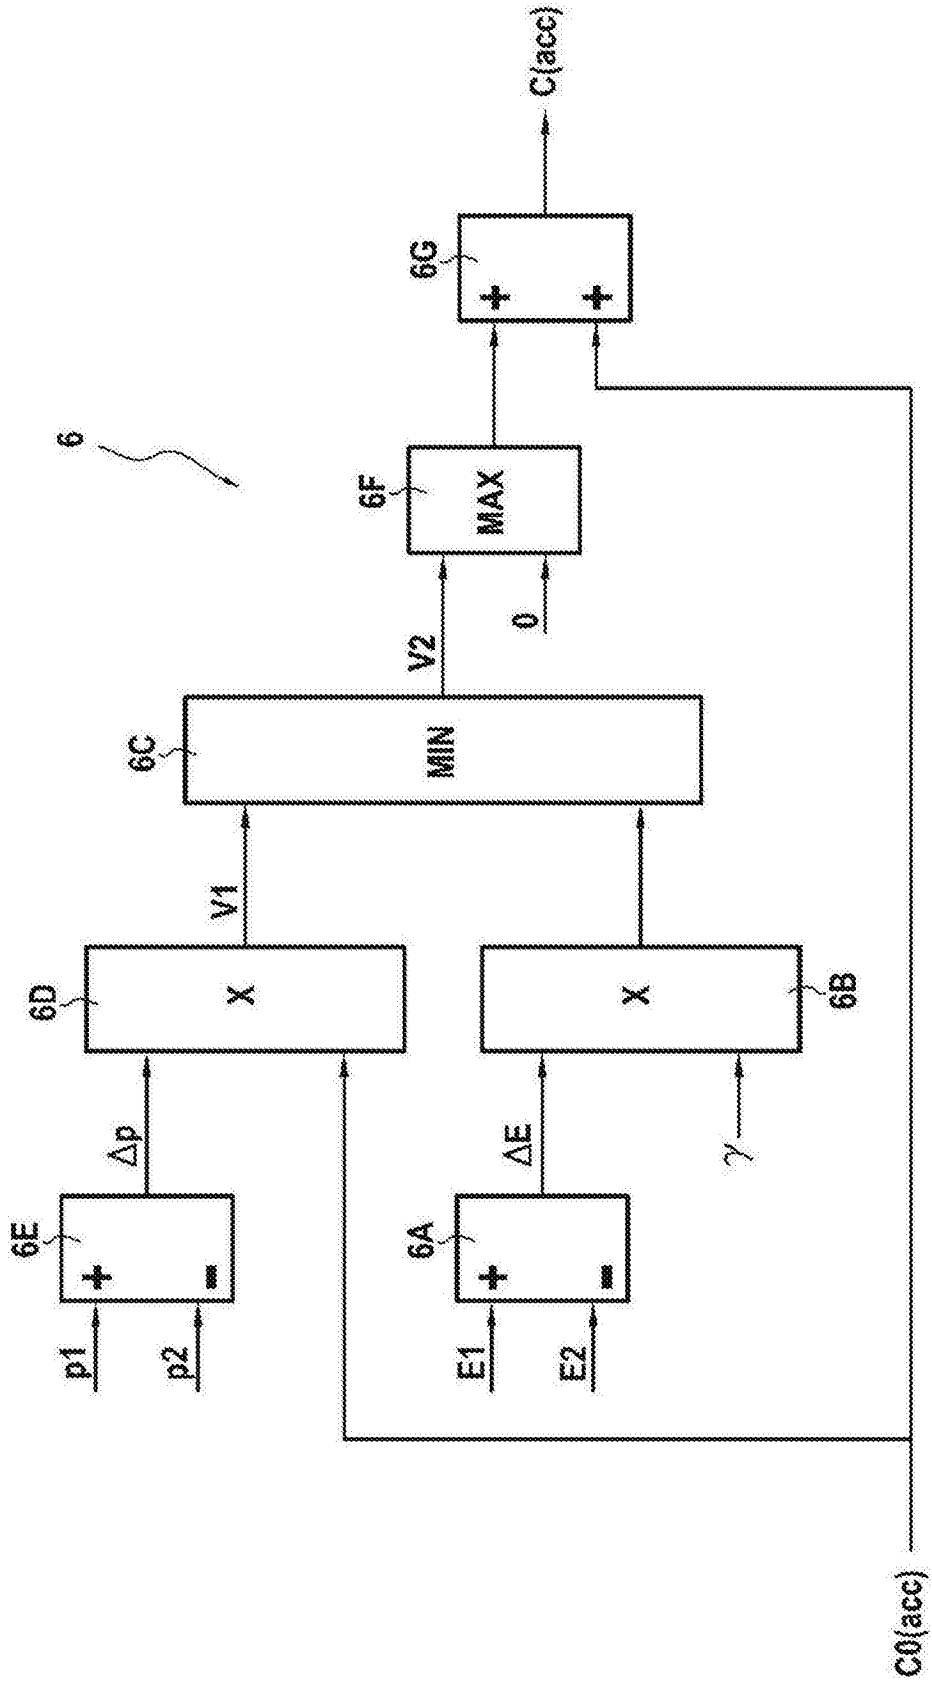 6
p1
p2
+
-
6E
Δp
6D
X
V1
E1
E2
+
-
6A
ΔE
γ
X
6B
6C
MIN
V2
0
6F
MAX
6G
+
+
C(acc)
C0(acc)